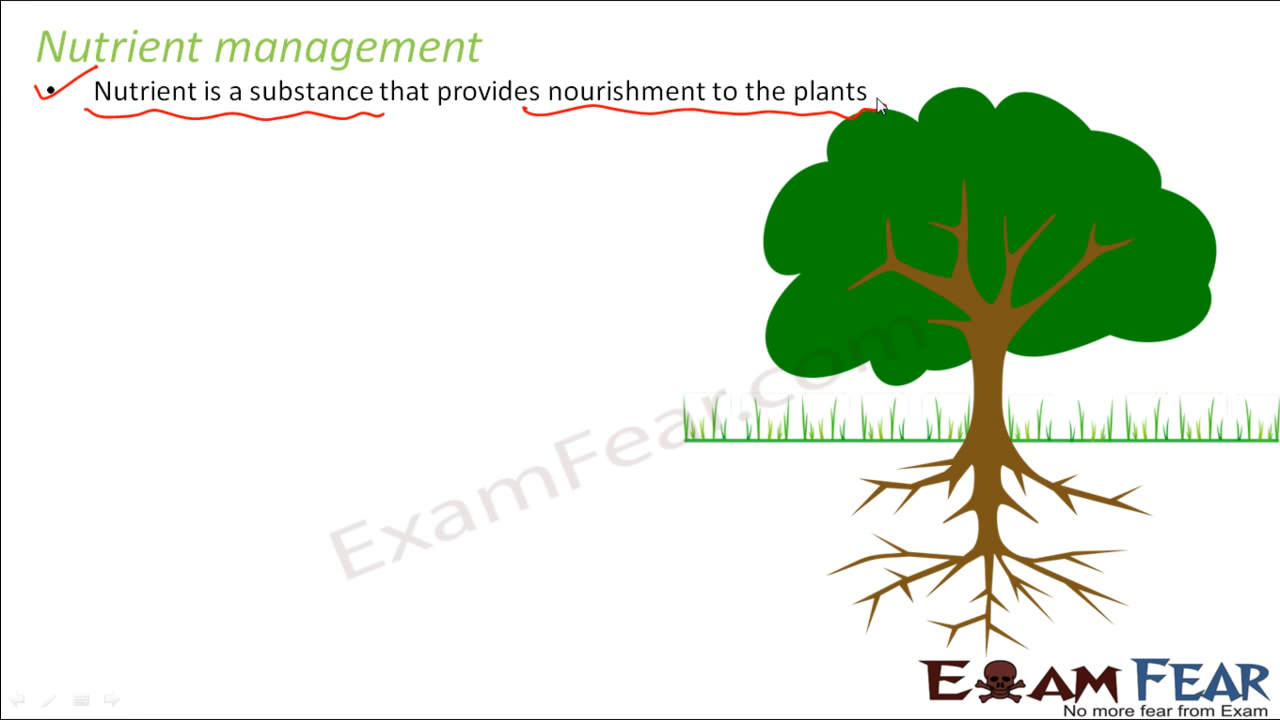 Nutrient management
• Nutrient is a substance that provides nourishment to the plants
ExamFear.com
EXAM FEAR
No more fear from Exam